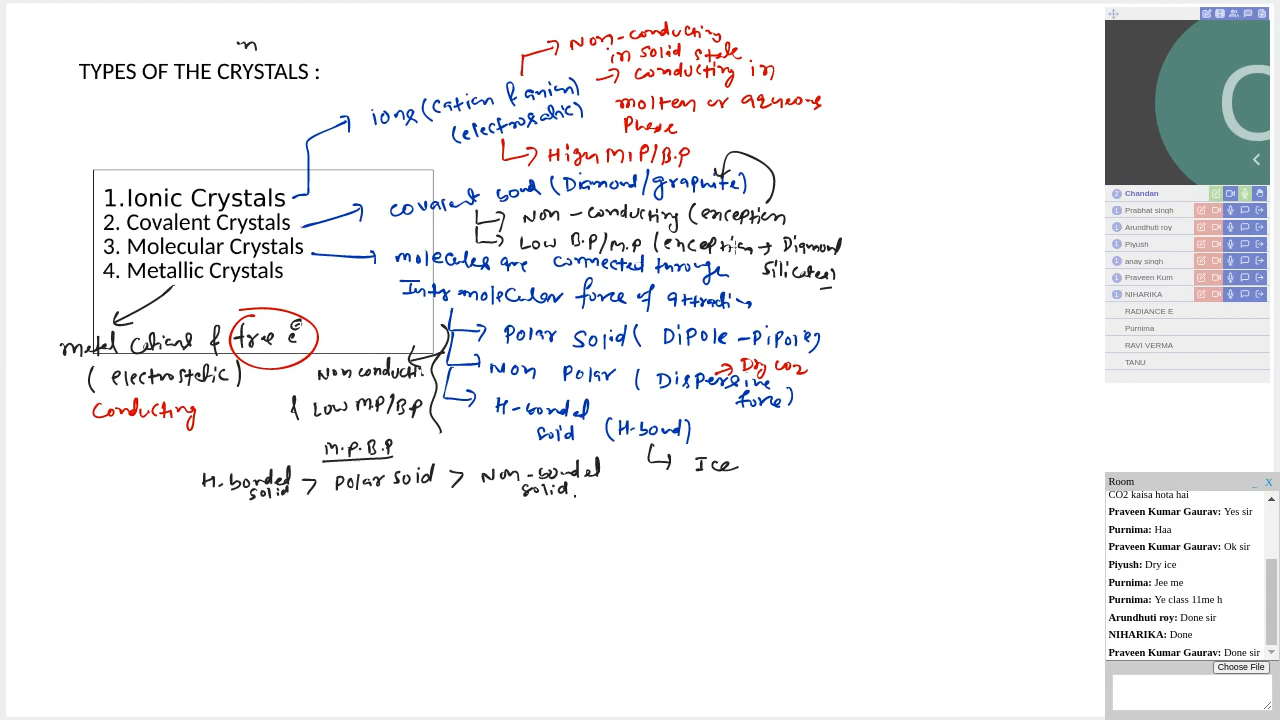 TYPES OF THE CRYSTALS :
1.Ionic Crystals
2. Covalent Crystals
3. Molecular Crystals
4. Metallic Crystals
ions (cation & anion)
(electrostatic)
Non-conducting
in solid state
conducting in
molten or aqueous
Phase
High M.P/B.P
covalent bond (Diamond/graphite)
Non-conducting (exception
Low B.P/M.P (exception → Diamond
silicates)
molecules are connected through
force of
Polar solid ( Dipole-Dipole)
Non Polar ( Dispersive
force)
→ Dry CO2
H-bonded
solid (H-bond)
Ice
metal cations & free e⊖
( electrostatic )
Conducting
Non conducti.
& Low MP/B.P
M.P. B.P
H.bonded
solid > Polar soid > Non-bonded
solid.
Chandan
Prabhat singh
Arundhuti roy
Piyush
anay singh
Praveen Kum
NIHARIKA
RADIANCE E
Purnima
RAVI VERMA
TANU
Room
_ X
CO2 kaisa hota hai
Praveen Kumar Gaurav: Yes sir
Purnima: Haa
Praveen Kumar Gaurav: Ok sir
Piyush: Dry ice
Purnima: Jee me
Purnima: Ye class 11me h
Arundhuti roy: Done sir
NIHARIKA: Done
Praveen Kumar Gaurav: Done sir
Choose File